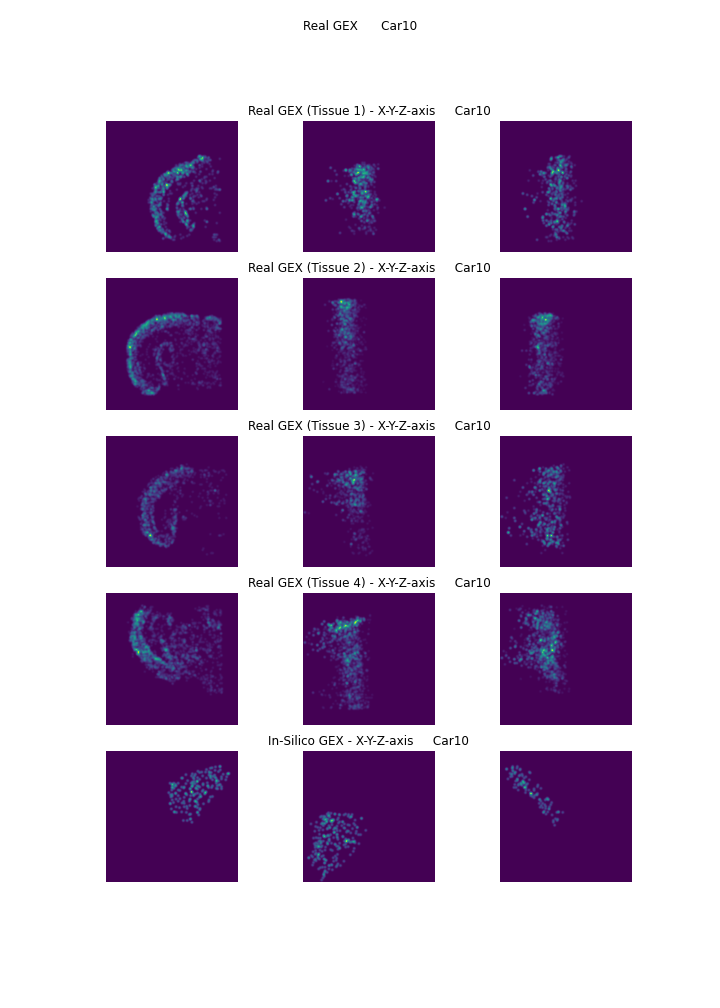 Real GEX Car10
Real GEX (Tissue 1) - X-Y-Z-axis Car10
Real GEX (Tissue 2) - X-Y-Z-axis Car10
Real GEX (Tissue 3) - X-Y-Z-axis Car10
Real GEX (Tissue 4) - X-Y-Z-axis Car10
In-Silico GEX - X-Y-Z-axis Car10